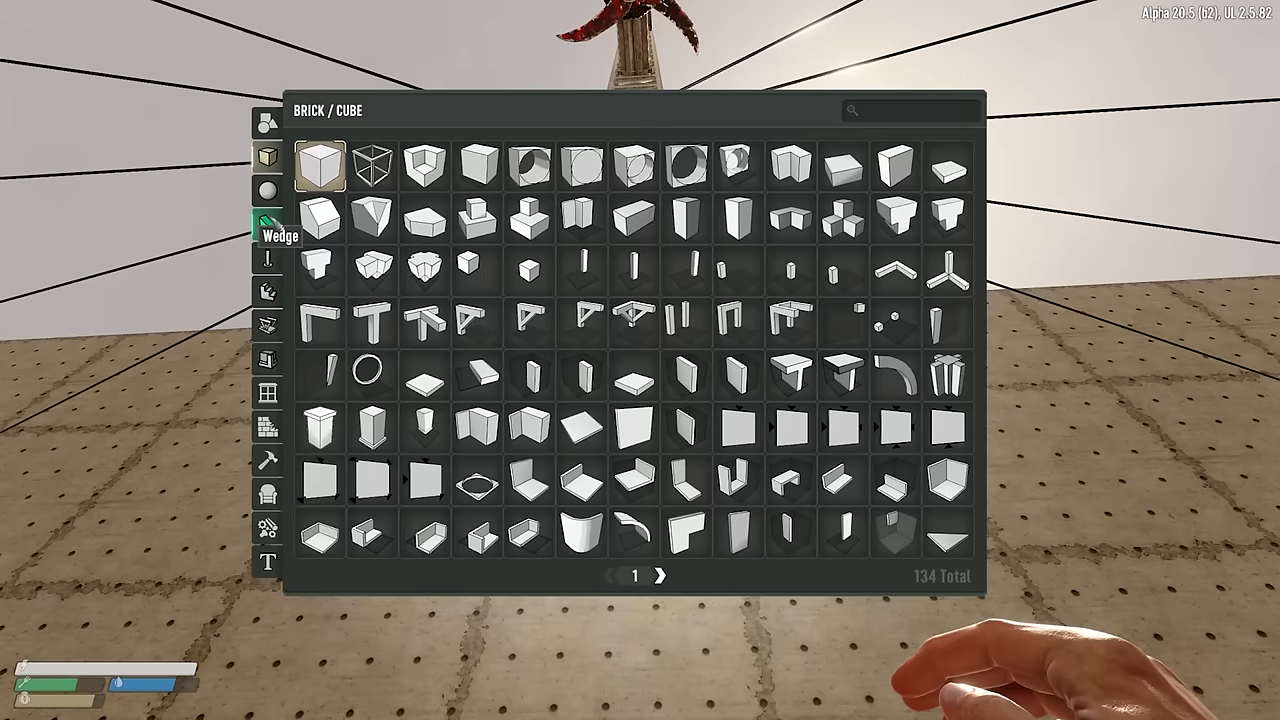 Alpha 20.5 (b2), UL 2.5.82
BRICK / CUBE
Wedge
T
1
134 Total